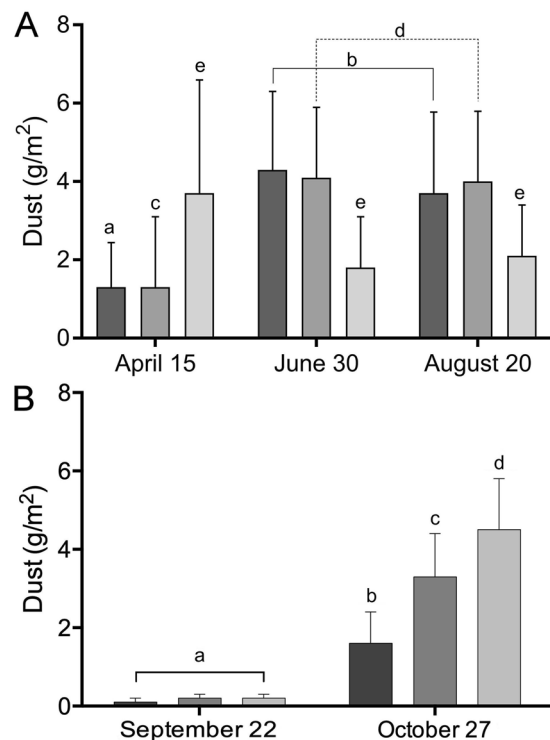 A
Dust (g/m²)
8
6
4
2
0
a
c
e
b
d
e
e
April 15
June 30
August 20
B
Dust (g/m²)
8
6
4
2
0
a
b
c
d
September 22
October 27